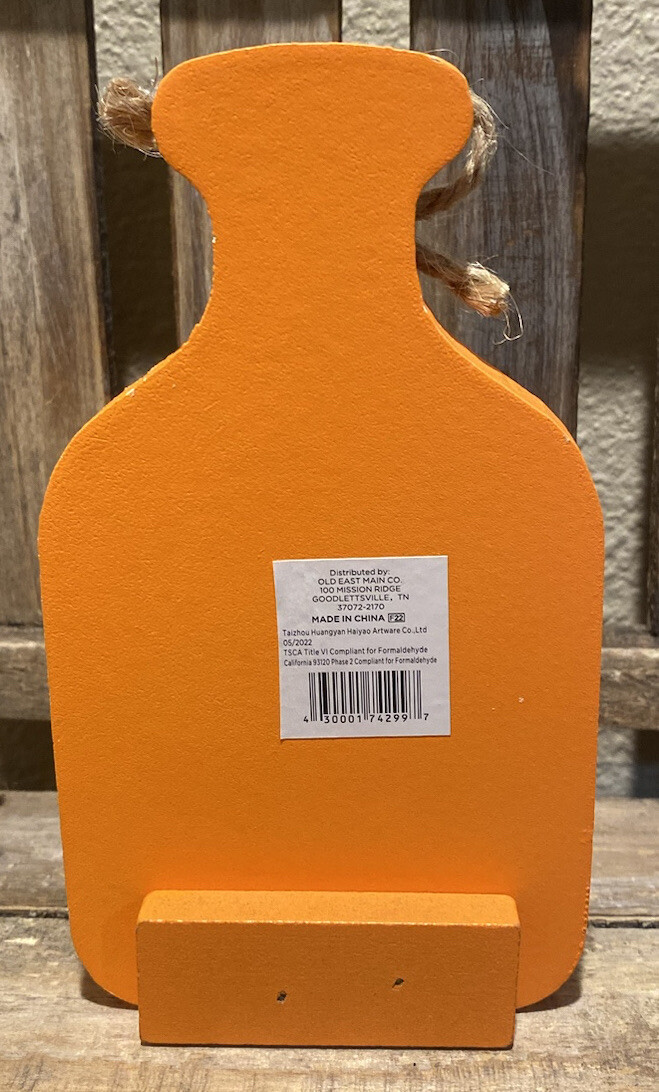 Distributed by:
OLD EAST MAIN CO.
100 MISSION RIDGE
GOODLETTSVILLE, TN
37072-2170
MADE IN CHINA F22
Taizhou Huangyan Haiyao Artware Co.,Ltd
05/2022
TSCA Title VI Compliant for Formaldehyde
California 93120 Phase 2 Compliant for Formaldehyde
4 30001 74299 7